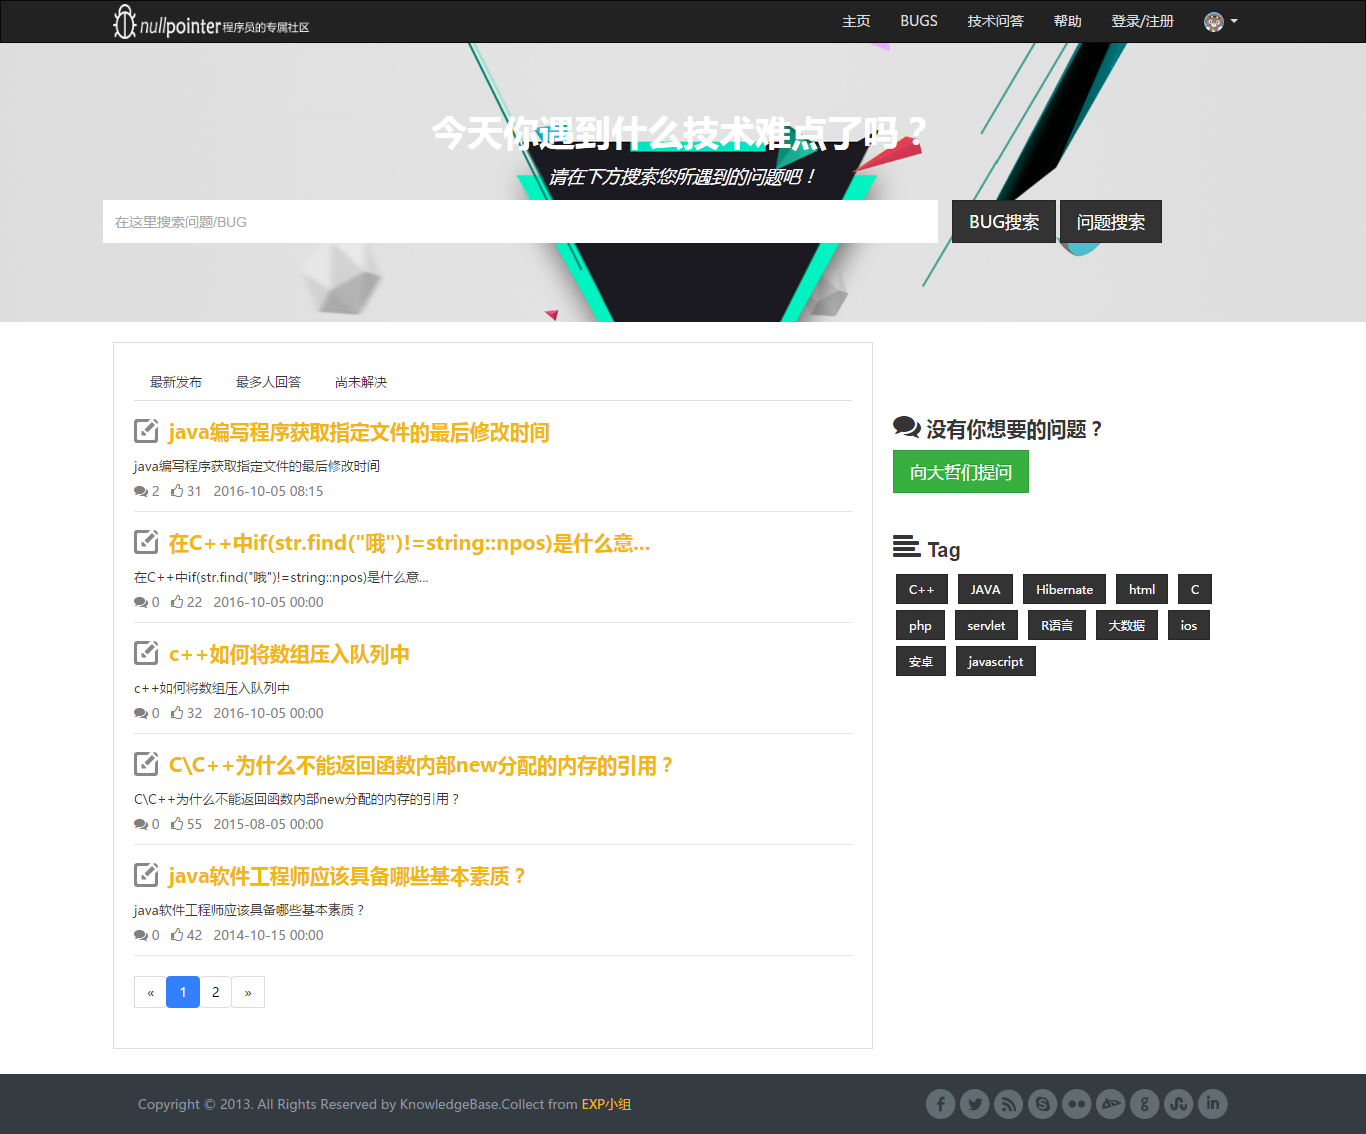 nullpointer程序员的专属社区
主页 BUGS 技术问答 帮助 登录/注册
今天你遇到什么技术难点了吗？
请在下方搜索您所遇到的问题吧！
在这里搜索问题/BUG
BUG搜索 问题搜索
最新发布 最多人回答 尚未解决
java编写程序获取指定文件的最后修改时间
java编写程序获取指定文件的最后修改时间
2 31 2016-10-05 08:15
在C++中if(str.find("哦")!=string::npos)是什么意...
在C++中if(str.find("哦")!=string::npos)是什么意...
0 22 2016-10-05 00:00
c++如何将数组压入队列中
c++如何将数组压入队列中
0 32 2016-10-05 00:00
C\C++为什么不能返回函数内部new分配的内存的引用？
C\C++为什么不能返回函数内部new分配的内存的引用？
0 55 2015-08-05 00:00
java软件工程师应该具备哪些基本素质？
java软件工程师应该具备哪些基本素质？
0 42 2014-10-15 00:00
« 1 2 »
没有你想要的问题？
向大哲们提问
Tag
C++ JAVA Hibernate html C
php servlet R语言 大数据 ios
安卓 javascript
Copyright © 2013. All Rights Reserved by KnowledgeBase.Collect from EXP小组